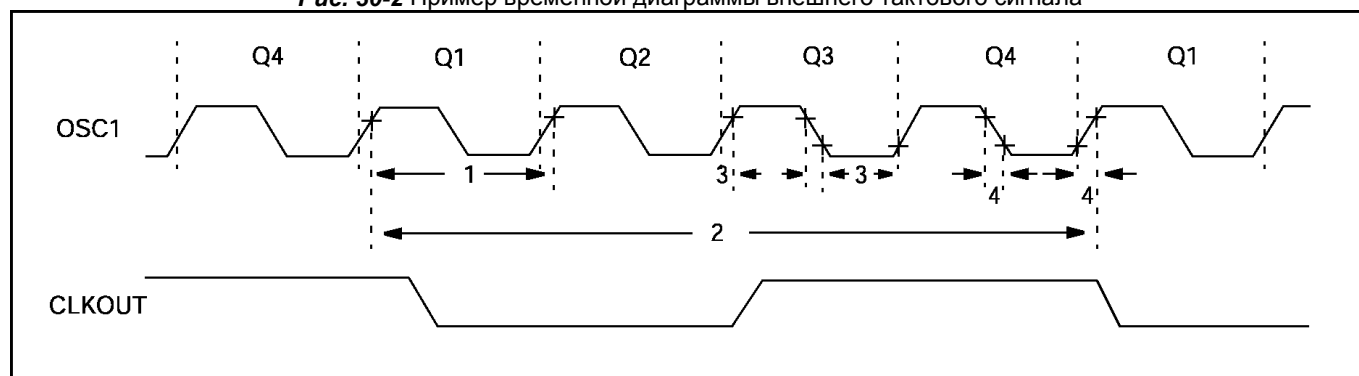 Рис. 30-2 Пример временной диаграммы внешнего тактового сигнала
Q4 Q1 Q2 Q3 Q4 Q1
OSC1
1 3 3 4 4
2
CLKOUT